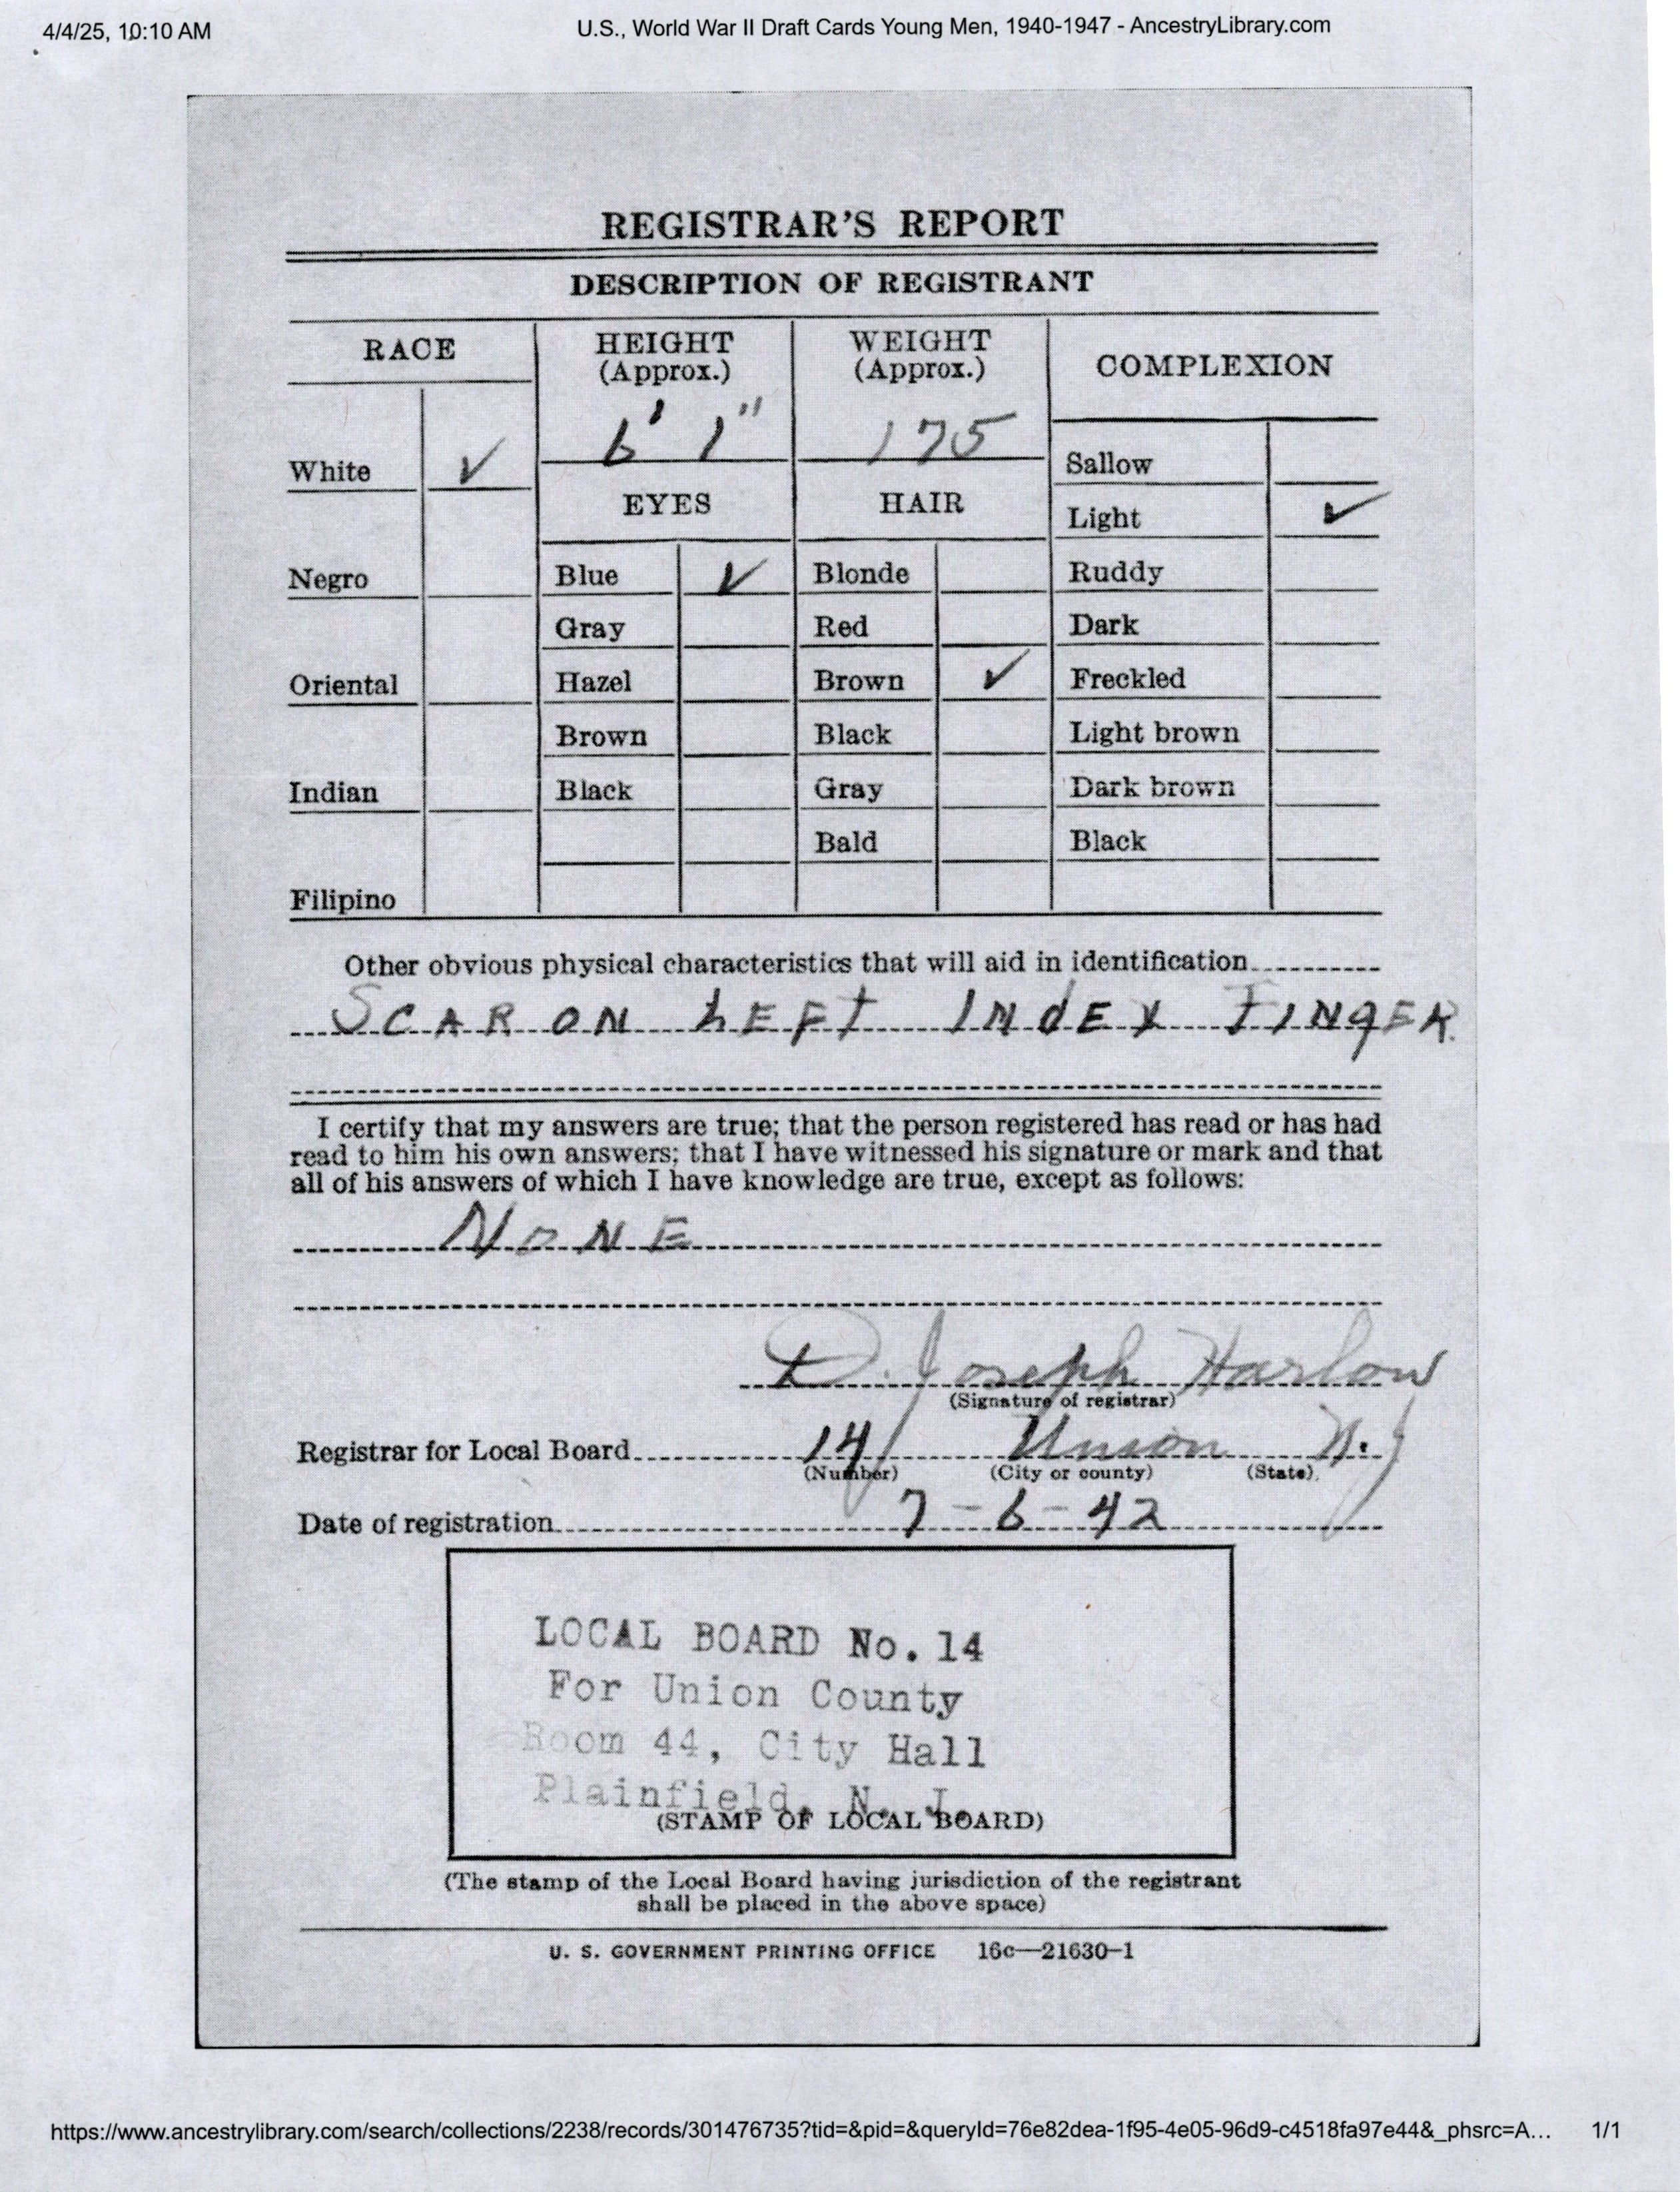 4/4/25, 10:10 AM
U.S., World War II Draft Cards Young Men, 1940-1947 - AncestryLibrary.com
REGISTRAR'S REPORT
DESCRIPTION OF REGISTRANT
RACE
HEIGHT
(Approx.)
WEIGHT
(Approx.)
COMPLEXION
6' 1"
175
White ✓
Sallow
EYES
HAIR
Light ✓
Negro
Blue ✓
Blonde
Ruddy
Gray
Red
Dark
Oriental
Hazel
Brown ✓
Freckled
Brown
Black
Light brown
Indian
Black
Gray
Dark brown
Bald
Black
Filipino
Other obvious physical characteristics that will aid in identification
SCAR ON LEFT INDEX FINGER.
I certify that my answers are true; that the person registered has read or has had
read to him his own answers; that I have witnessed his signature or mark and that
all of his answers of which I have knowledge are true, except as follows:
NONE
D. Joseph Harlow
(Signature of registrar)
Registrar for Local Board 14 Union N.J
(Number) (City or county) (State)
Date of registration 7-6-42
LOCAL BOARD No. 14
For Union County
Room 44, City Hall
Plainfield, N. J.
(STAMP OF LOCAL BOARD)
(The stamp of the Local Board having jurisdiction of the registrant
shall be placed in the above space)
U. S. GOVERNMENT PRINTING OFFICE 16c—21630-1
https://www.ancestrylibrary.com/search/collections/2238/records/301476735?tid=&pid=&queryId=76e82dea-1f95-4e05-96d9-c4518fa97e44&_phsrc=A... 1/1